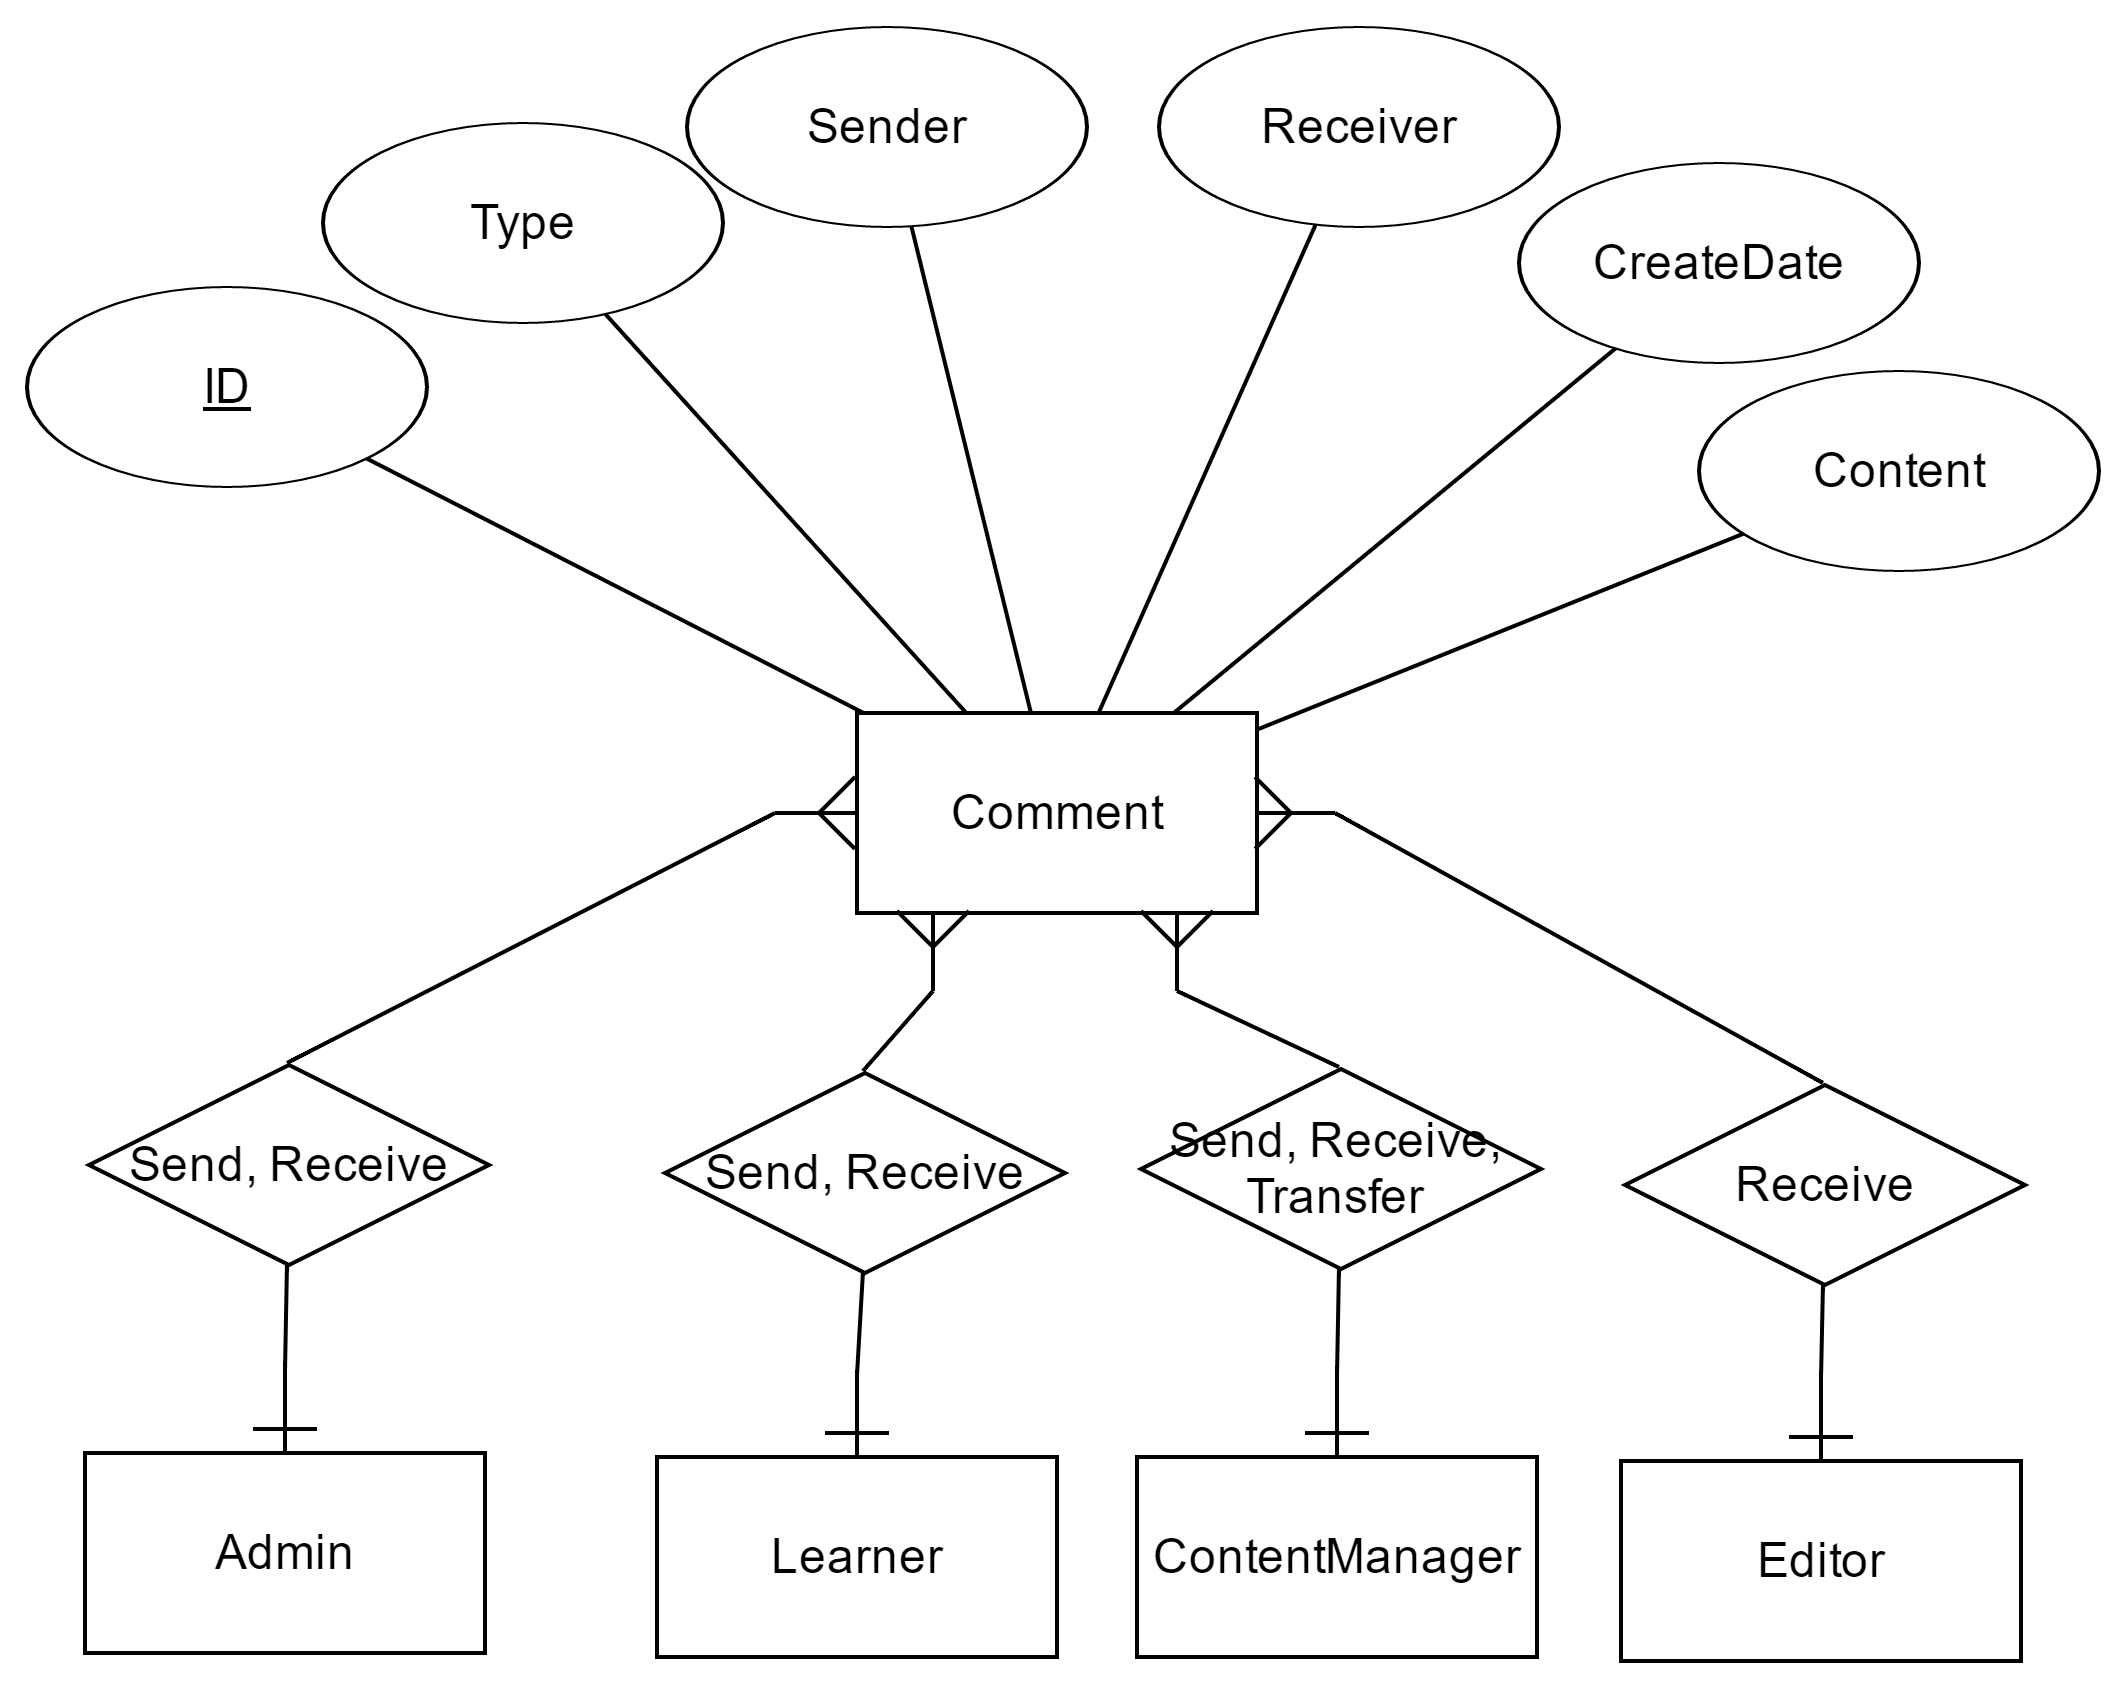 Sender
Receiver
Type
CreateDate
ID
Content
Comment
Send, Receive
Send, Receive
Send, Receive,
Transfer
Receive
Admin
Learner
ContentManager
Editor